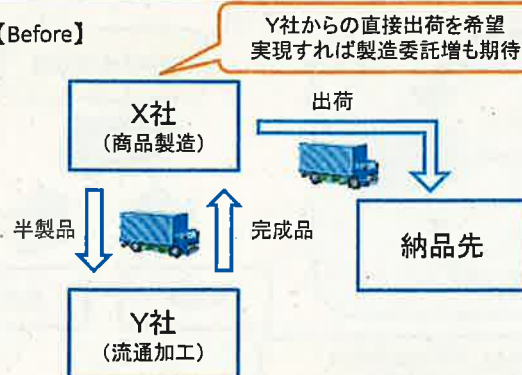 【Before】
Y社からの直接出荷を希望
実現すれば製造委託増も期待
X社
（商品製造）
出荷
半製品
完成品
納品先
Y社
（流通加工）